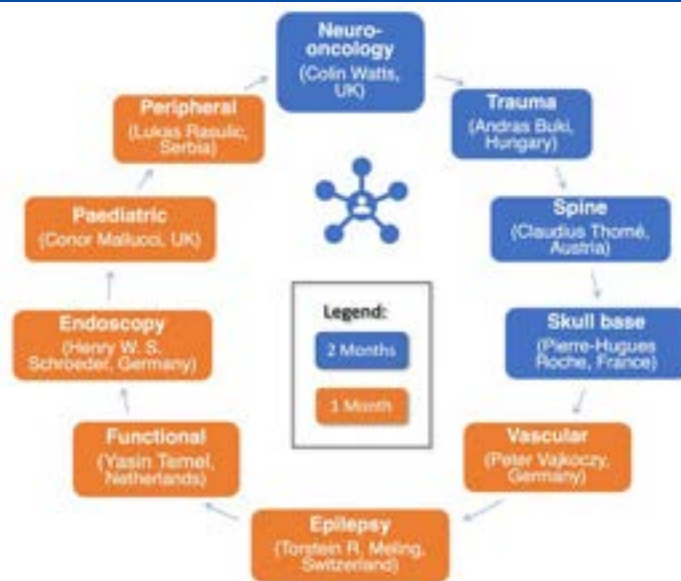 Neuro-
oncology
(Colin Watts,
UK)
Trauma
(Andras Buki,
Hungary)
Spine
(Claudius Thomé,
Austria)
Skull base
(Pierre-Hugues
Roche, France)
Vascular
(Peter Vajkoczy,
Germany)
Epilepsy
(Torstein R. Meling,
Switzerland)
Functional
(Yasin Temel,
Netherlands)
Endoscopy
(Henry W. S.
Schroeder, Germany)
Paediatric
(Conor Mallucci, UK)
Peripheral
(Lukas Rasulic,
Serbia)
Legend:
2 Months
1 Month